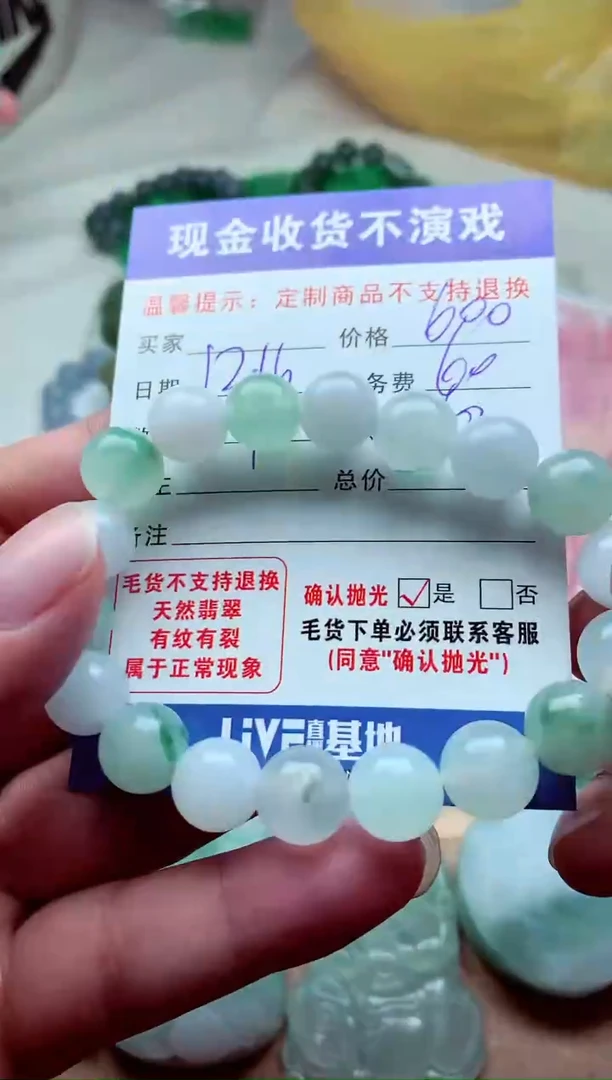 现金收货不演戏
温馨提示：定制商品不支持退换
买家 价格 600
日期 12.16 务费 60
总价
备注
毛货不支持退换
天然翡翠
有纹有裂
属于正常现象
确认抛光 是 否
毛货下单必须联系客服
(同意"确认抛光")
LiVE 基地